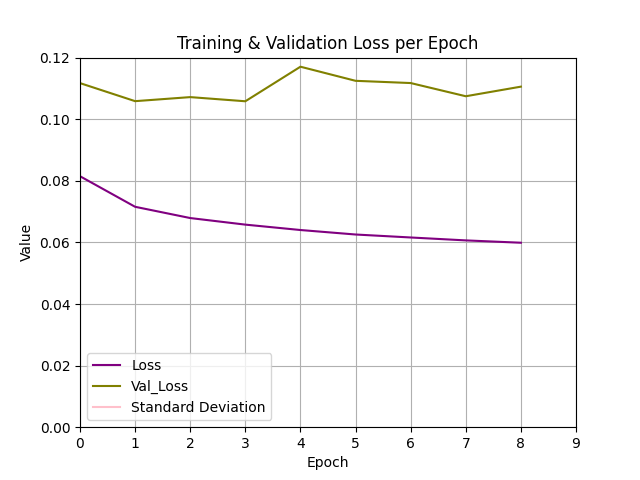 Training & Validation Loss per Epoch
Value
0.12
0.10
0.08
0.06
0.04
0.02
0.00
Loss
Val_Loss
Standard Deviation
0 1 2 3 4 5 6 7 8 9
Epoch